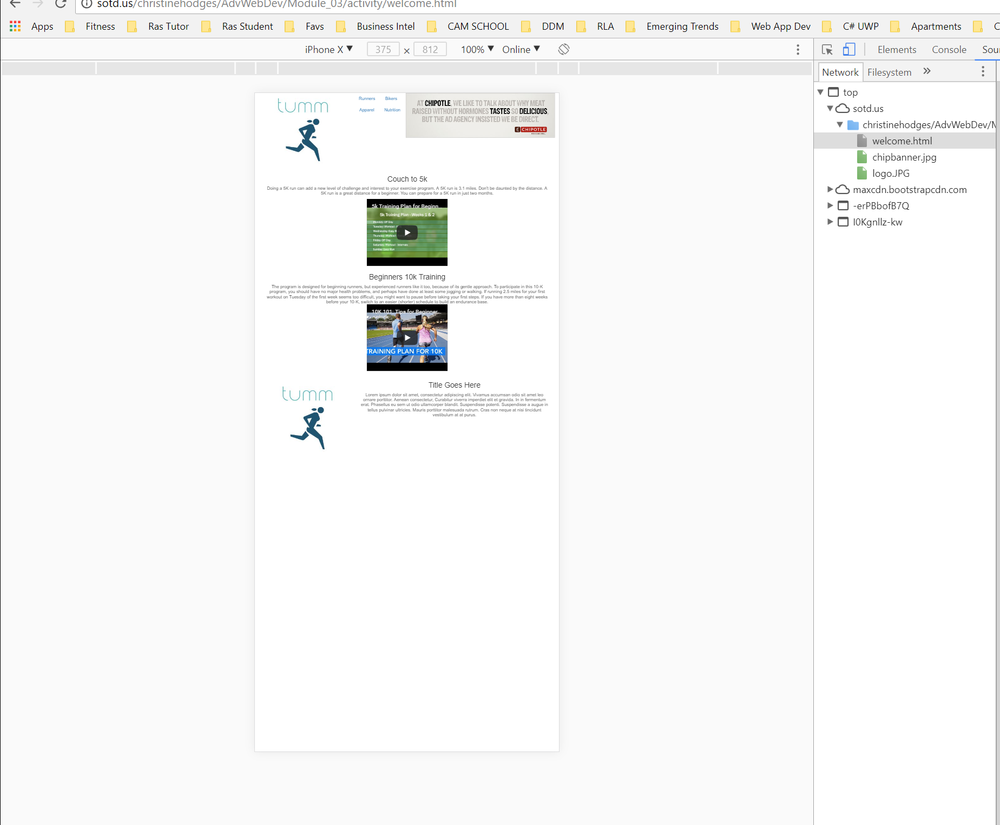 sotd.us/christinehodges/AdvWebDev/Module_03/activity/welcome.html
Apps Fitness Ras Tutor Ras Student Favs Business Intel CAM SCHOOL DDM RLA Emerging Trends Web App Dev C# UWP Apartments C
iPhone X 375 × 812 100% Online
Elements Console Sou
Network Filesystem »
top
sotd.us
christinehodges/AdvWebDev/M
welcome.html
chipbanner.jpg
logo.JPG
maxcdn.bootstrapcdn.com
-erPBbofB7Q
I0Kgnllz-kw
tumm
Runners Bikers
Apparel Nutrition
AT CHIPOTLE, WE LIKE TO TALK ABOUT WHY MEAT
RAISED WITHOUT HORMONES TASTES SO DELICIOUS,
BUT THE AD AGENCY INSISTED WE BE DIRECT.
CHIPOTLE
MEXICAN GRILL
Couch to 5k
Doing a 5K run can add a new level of challenge and interest to your exercise program. A 5K run is 3.1 miles. Don't be daunted by the distance. A
5K run is a great distance for a beginner. You can prepare for a 5K run in just two months.
5k Training Plan for Beginn...
5k Training Plan - Weeks 1 & 2
Monday: Off Day
Tuesday: Workout -
Wednesday: Easy R
Thursday: Workout -
Friday: Off Day
Saturday: Workout - Intervals
Sunday: Easy Run
Beginners 10k Training
The program is designed for beginning runners, but experienced runners like it too, because of its gentle approach. To participate in this 10-K
program, you should have no major health problems, and perhaps have done at least some jogging or walking. If running 2.5 miles for your first
workout on Tuesday of the first week seems too difficult, you might want to pause before taking your first steps. If you have more than eight weeks
before your 10-K, switch to an easier (shorter) schedule to build an endurance base.
10K 101: Tips for Beginner...
runtastic
TRAINING PLAN FOR 10K
tumm
Title Goes Here
Lorem ipsum dolor sit amet, consectetur adipiscing elit. Vivamus accumsan odio sit amet leo
ornare porttitor. Aenean consectetur, Curabitur viverra imperdiet elit et gravida. In in fermentum
erat. Phasellus eu sem ut odio ullamcorper blandit. Suspendisse potenti. Suspendisse a augue in
tellus pulvinar ultricies. Mauris porttitor malesuada rutrum. Cras non neque at nisi tincidunt
vestibulum at at purus.